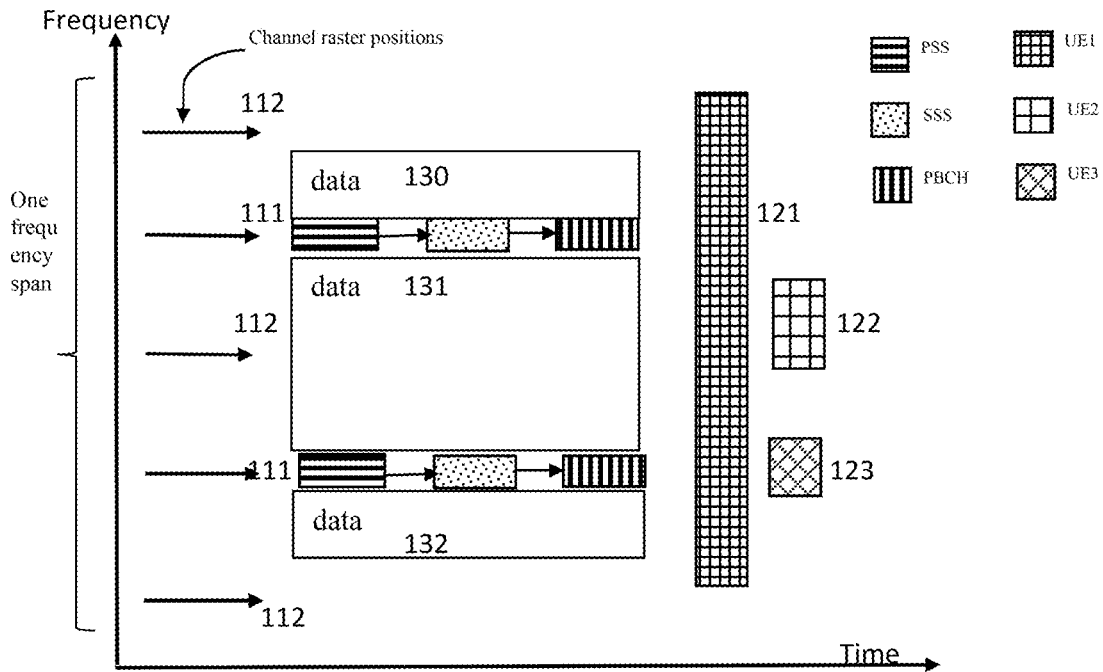 Frequency
Channel raster positions
PSS
UE1
112
SSS
UE2
data 130
PBCH
UE3
One
frequ
ency
span
111
121
data 131
112
122
111
123
data
132
112
Time